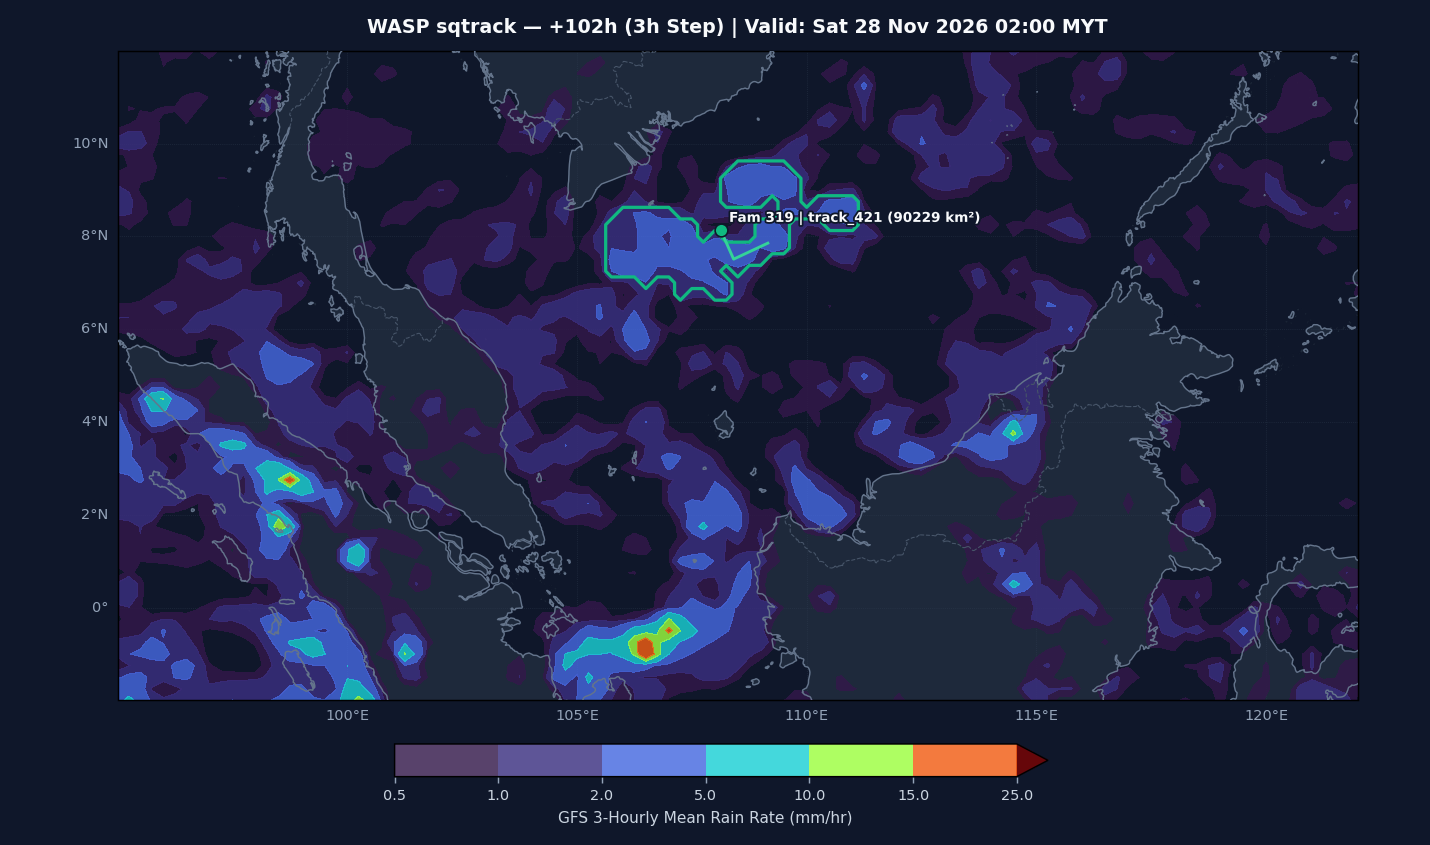 WASP sqtrack — +102h (3h Step) | Valid: Sat 28 Nov 2026 02:00 MYT
10°N
8°N
6°N
4°N
2°N
0°
Fam 319 | track_421 (90229 km²)
100°E
105°E
110°E
115°E
120°E
0.5
1.0
2.0
5.0
10.0
15.0
25.0
GFS 3-Hourly Mean Rain Rate (mm/hr)